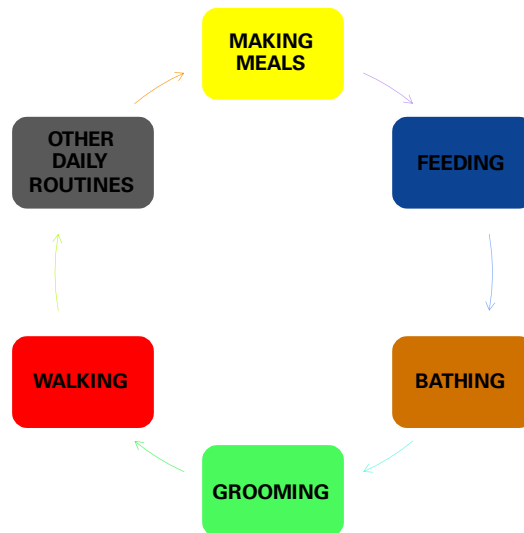 MAKING
MEALS
FEEDING
BATHING
GROOMING
WALKING
OTHER
DAILY
ROUTINES